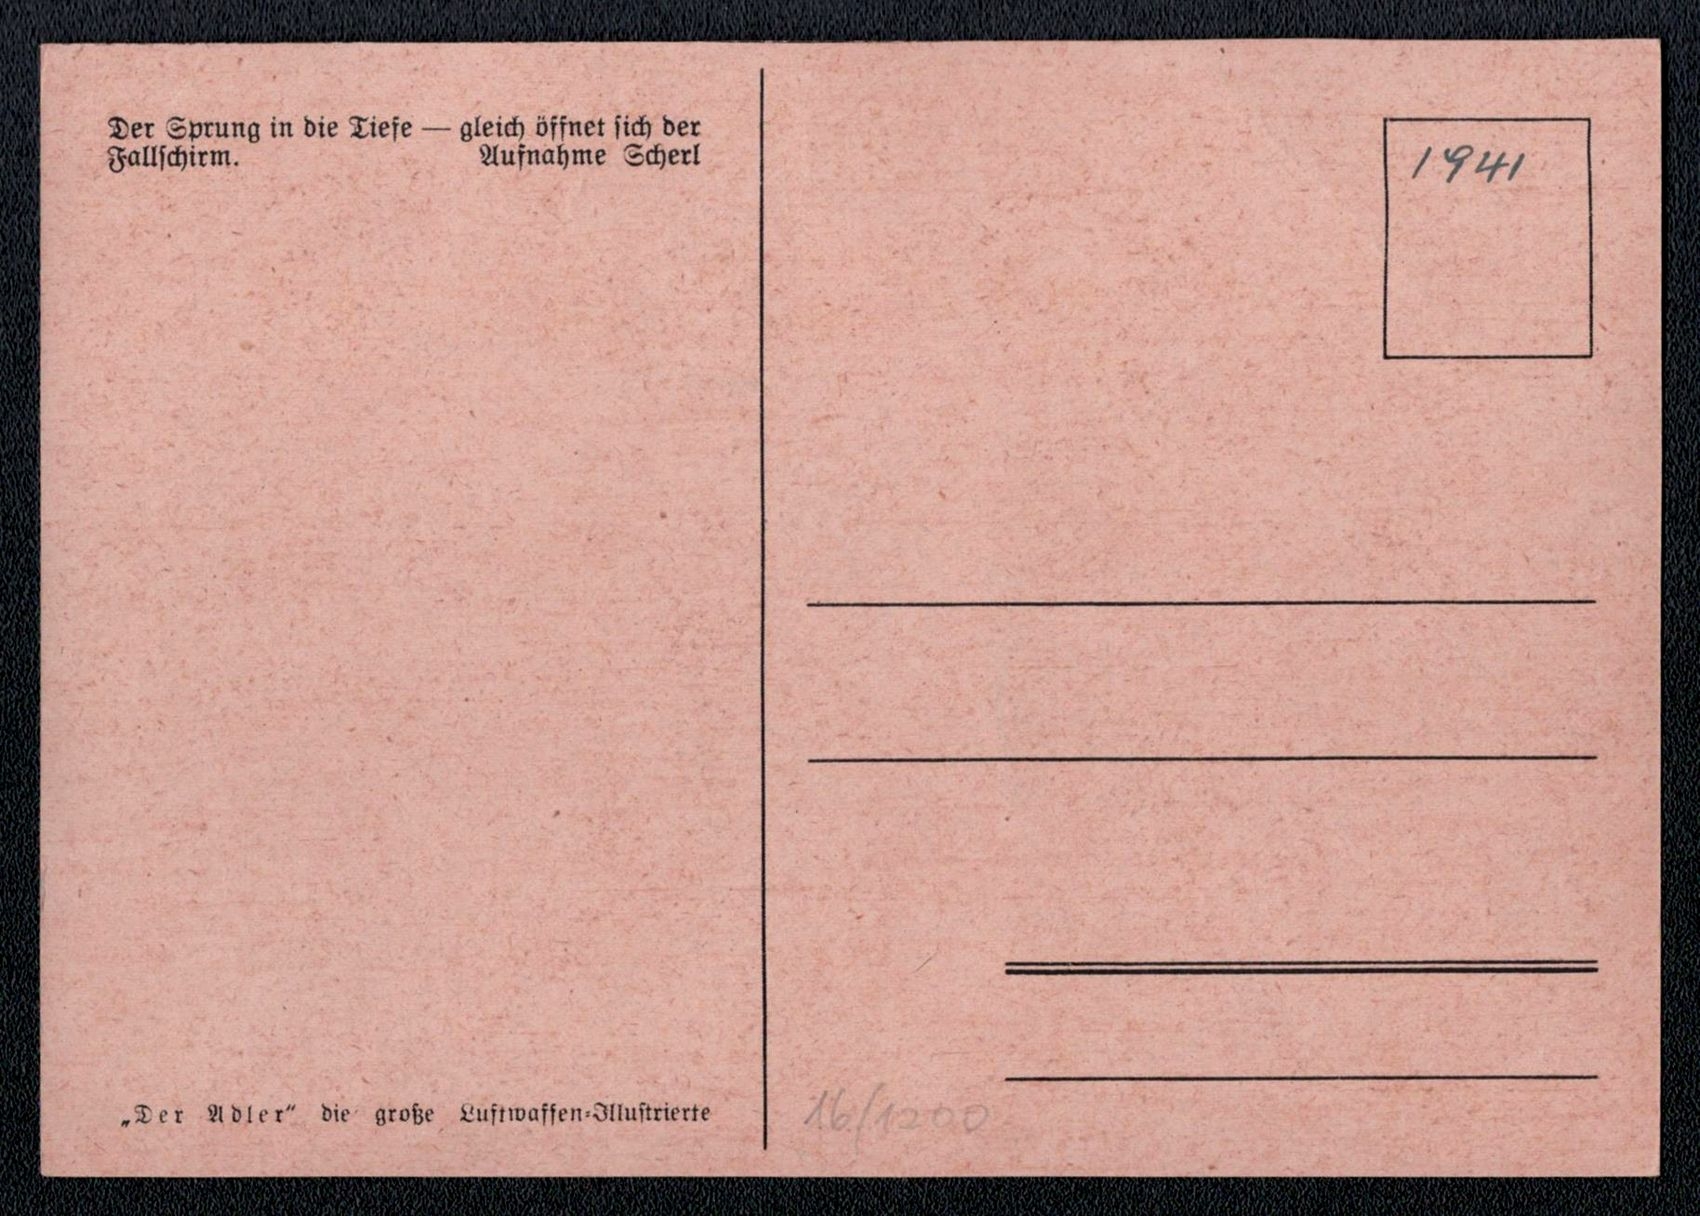 Der Sprung in die Tiefe — gleich öffnet sich der
Fallschirm. Aufnahme Scherl
1941
„Der Adler“ die große Luftwaffen-Illustrierte
16/1200